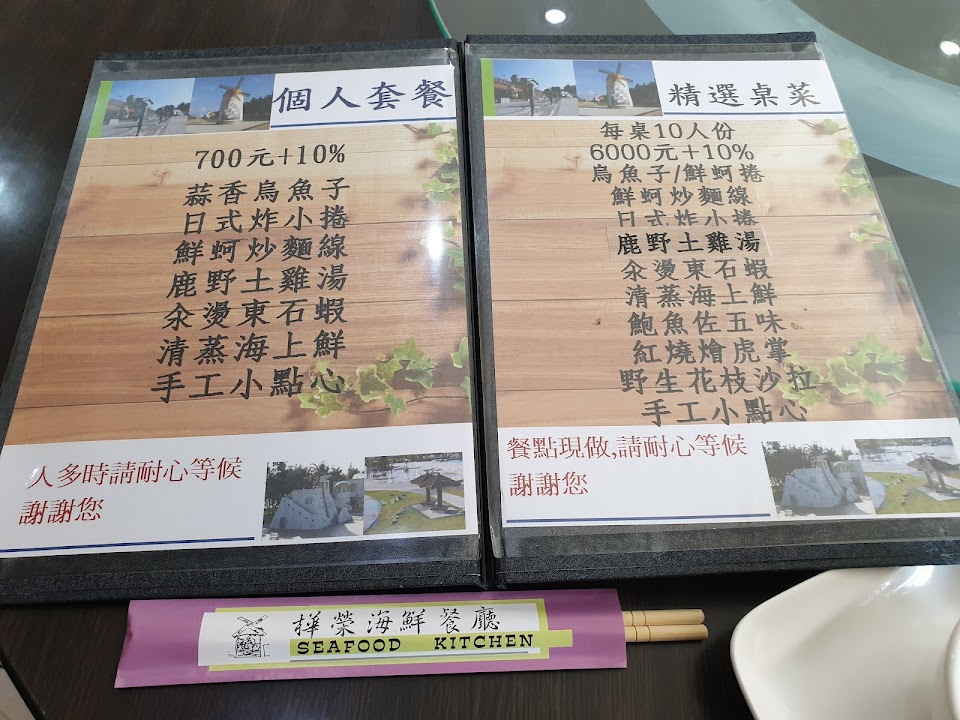 個人套餐
700元+10%
蒜香烏魚子
日式炸小捲
鮮蚵炒麵線
鹿野土雞湯
汆燙東石蝦
清蒸海上鮮
手工小點心
人多時請耐心等候
謝謝您
精選桌菜
每桌10人份
6000元+10%
烏魚子/鮮蚵捲
鮮蚵炒麵線
日式炸小捲
鹿野土雞湯
汆燙東石蝦
清蒸海上鮮
鮑魚佐五味
紅燒燴虎掌
野生花枝沙拉
手工小點心
餐點現做,請耐心等候
謝謝您
樺榮海鮮餐廳
SEAFOOD KITCHEN